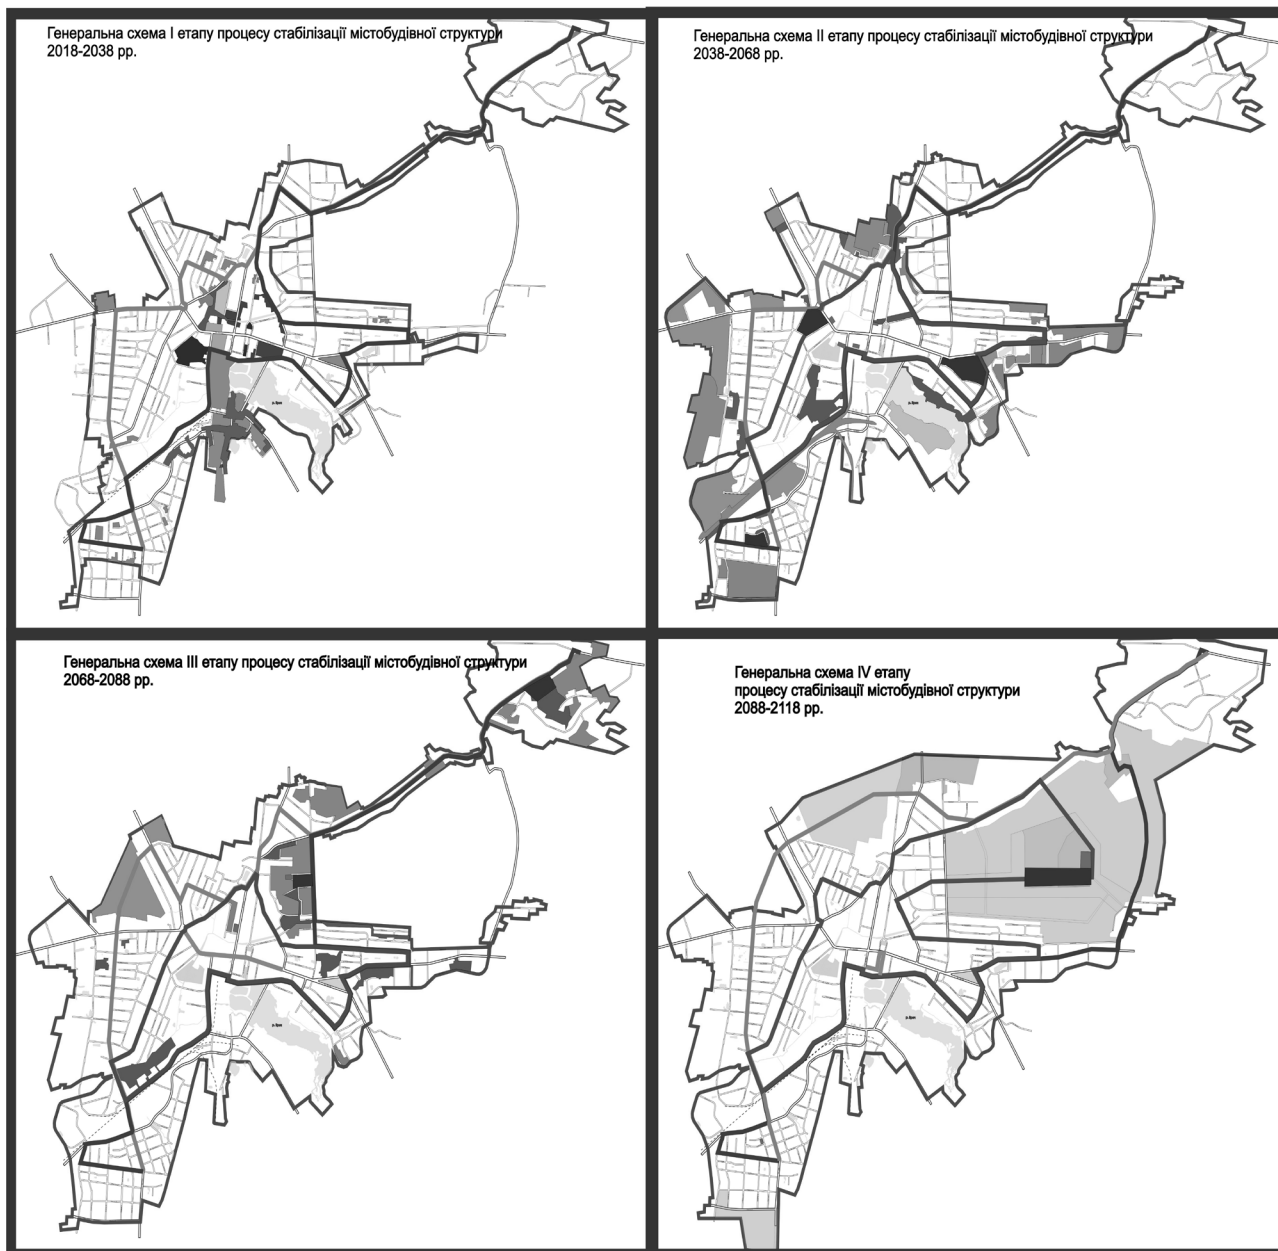 Генеральна схема I етапу процесу стабілізації містобудівної структури
2018-2038 рр.
Генеральна схема II етапу процесу стабілізації містобудівної структури
2038-2068 рр.
Генеральна схема III етапу процесу стабілізації містобудівної структури
2068-2088 рр.
Генеральна схема IV етапу
процесу стабілізації містобудівної структури
2088-2118 рр.